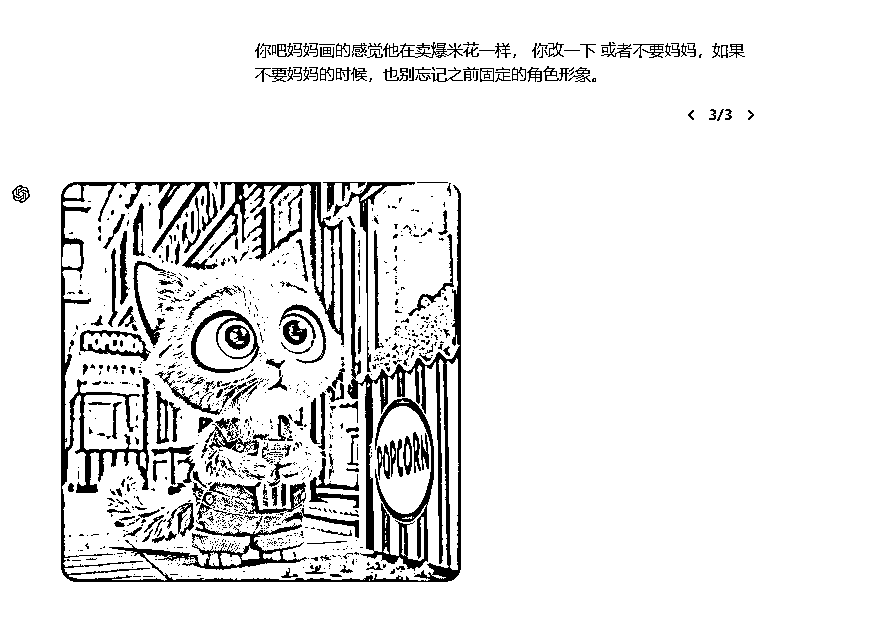 你吧妈妈画的感觉他在卖爆米花一样， 你改一下 或者不要妈妈，如果
不要妈妈的时候，也别忘记之前固定的角色形象。
3/3
POPCORN
POPCORN
POPCORN